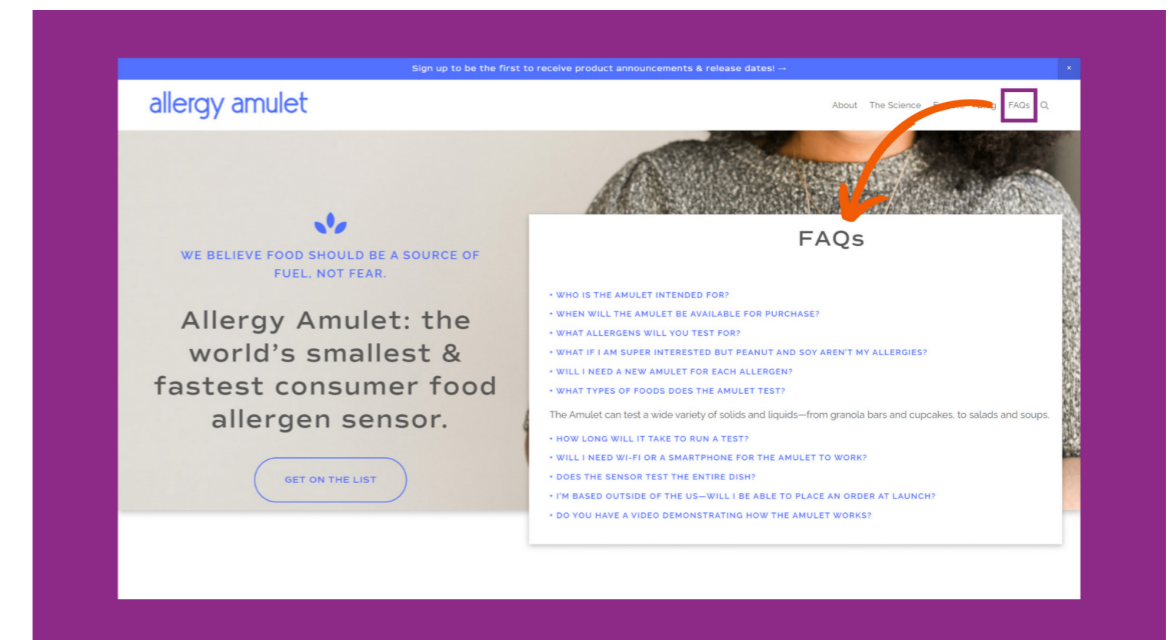 Sign up to be the first to receive product announcements & release dates! →
×
allergy amulet
About The Science FAQs
WE BELIEVE FOOD SHOULD BE A SOURCE OF
FUEL, NOT FEAR.
Allergy Amulet: the
world's smallest &
fastest consumer food
allergen sensor.
GET ON THE LIST
FAQs
+ WHO IS THE AMULET INTENDED FOR?
+ WHEN WILL THE AMULET BE AVAILABLE FOR PURCHASE?
+ WHAT ALLERGENS WILL YOU TEST FOR?
+ WHAT IF I AM SUPER INTERESTED BUT PEANUT AND SOY AREN'T MY ALLERGIES?
+ WILL I NEED A NEW AMULET FOR EACH ALLERGEN?
+ WHAT TYPES OF FOODS DOES THE AMULET TEST?
The Amulet can test a wide variety of solids and liquids—from granola bars and cupcakes, to salads and soups.
+ HOW LONG WILL IT TAKE TO RUN A TEST?
+ WILL I NEED WI-FI OR A SMARTPHONE FOR THE AMULET TO WORK?
+ DOES THE SENSOR TEST THE ENTIRE DISH?
+ I'M BASED OUTSIDE OF THE US—WILL I BE ABLE TO PLACE AN ORDER AT LAUNCH?
+ DO YOU HAVE A VIDEO DEMONSTRATING HOW THE AMULET WORKS?